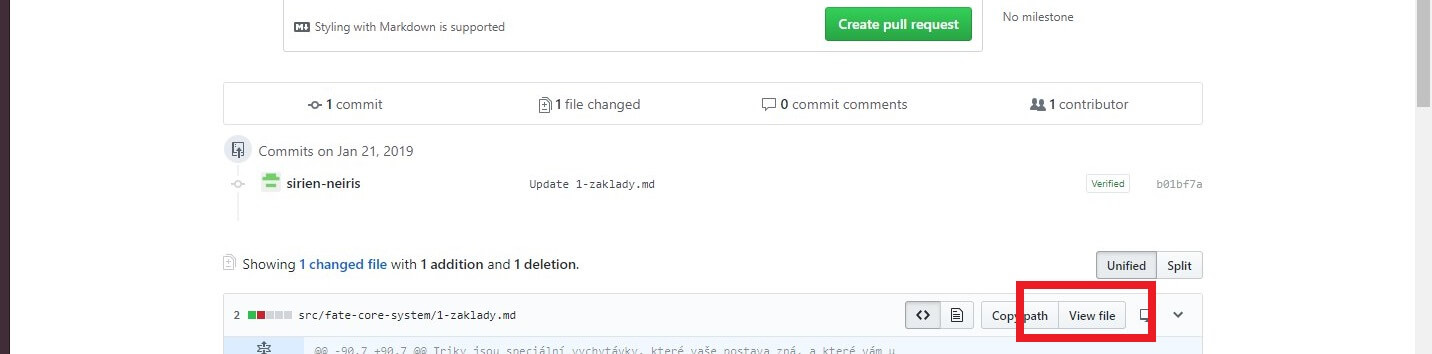 Styling with Markdown is supported
Create pull request
No milestone
1 commit
1 file changed
0 commit comments
1 contributor
Commits on Jan 21, 2019
sirien-neiris
Update 1-zaklady.md
Verified
b01bf7a
Showing 1 changed file with 1 addition and 1 deletion.
Unified
Split
2
src/fate-core-system/1-zaklady.md
<>
Copy path
View file
@@ -90,7 +90,7 @@ Triky jsou speciální vychytávky, které vaše postava zná, a které vám u